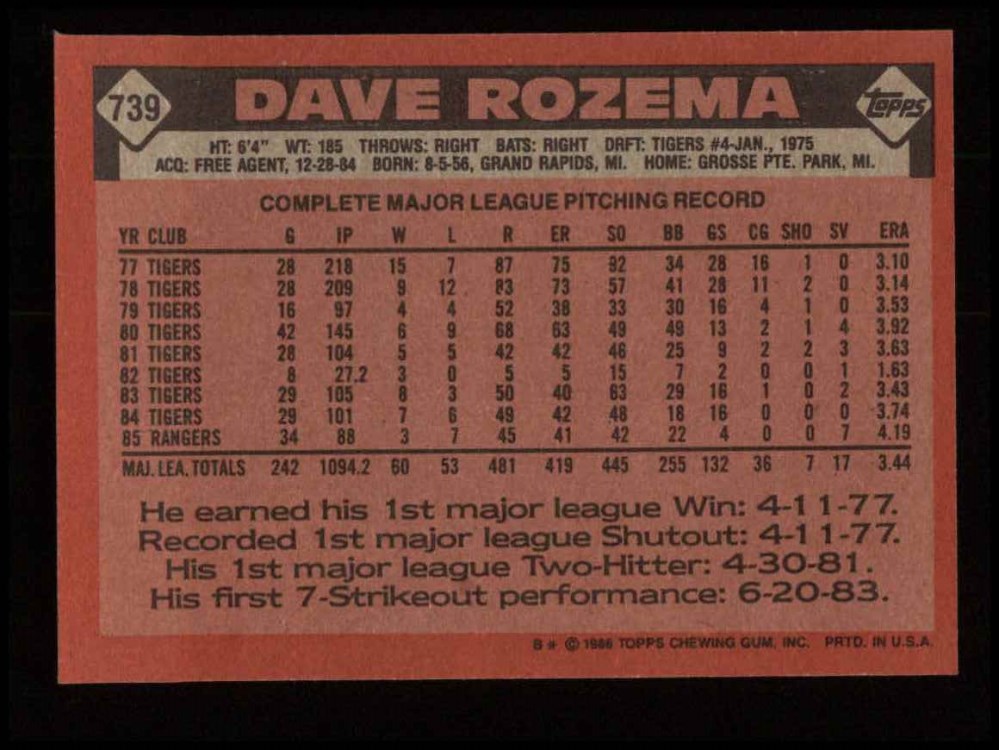 739 DAVE ROZEMA Topps
HT: 6'4" WT: 185 THROWS: RIGHT BATS: RIGHT DRFT: TIGERS #4-JAN., 1975
ACQ: FREE AGENT, 12-28-84 BORN: 8-5-56, GRAND RAPIDS, MI. HOME: GROSSE PTE. PARK, MI.
COMPLETE MAJOR LEAGUE PITCHING RECORD
YR CLUB G IP W L R ER SO BB GS CG SHO SV ERA
77 TIGERS 28 218 15 7 87 75 92 34 28 16 1 0 3.10
78 TIGERS 28 209 9 12 83 73 57 41 28 11 2 0 3.14
79 TIGERS 16 97 4 4 52 38 33 30 16 4 1 0 3.53
80 TIGERS 42 145 6 9 68 63 49 49 13 2 1 4 3.92
81 TIGERS 28 104 5 5 42 42 46 25 9 2 2 3 3.63
82 TIGERS 8 27.2 3 0 5 5 15 7 2 0 0 1 1.63
83 TIGERS 29 105 8 3 50 40 63 29 16 1 0 2 3.43
84 TIGERS 29 101 7 6 49 42 48 18 16 0 0 0 3.74
85 RANGERS 34 88 3 7 45 41 42 22 4 0 0 7 4.19
MAJ. LEA. TOTALS 242 1094.2 60 53 481 419 445 255 132 36 7 17 3.44
He earned his 1st major league Win: 4-11-77.
Recorded 1st major league Shutout: 4-11-77.
His 1st major league Two-Hitter: 4-30-81.
His first 7-Strikeout performance: 6-20-83.
B * © 1986 TOPPS CHEWING GUM, INC. PRTD. IN U.S.A.